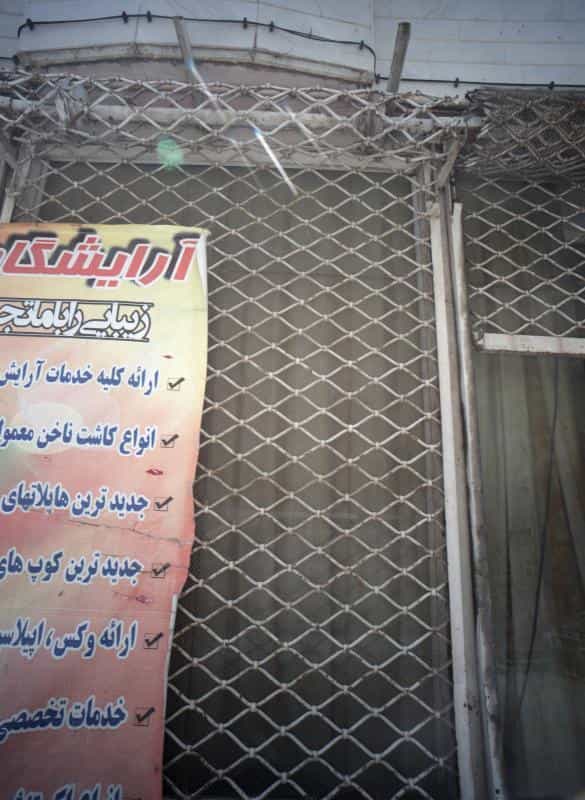 آرایشگا
زیبایی را با ما تج
ارائه کلیه خدمات آرایش
انواع کاشت ناخن معمو
جدید ترین هایلاتهای
جدید ترین کوپ های
ارائه وکس ، اپیلاس
خدمات تخصصی